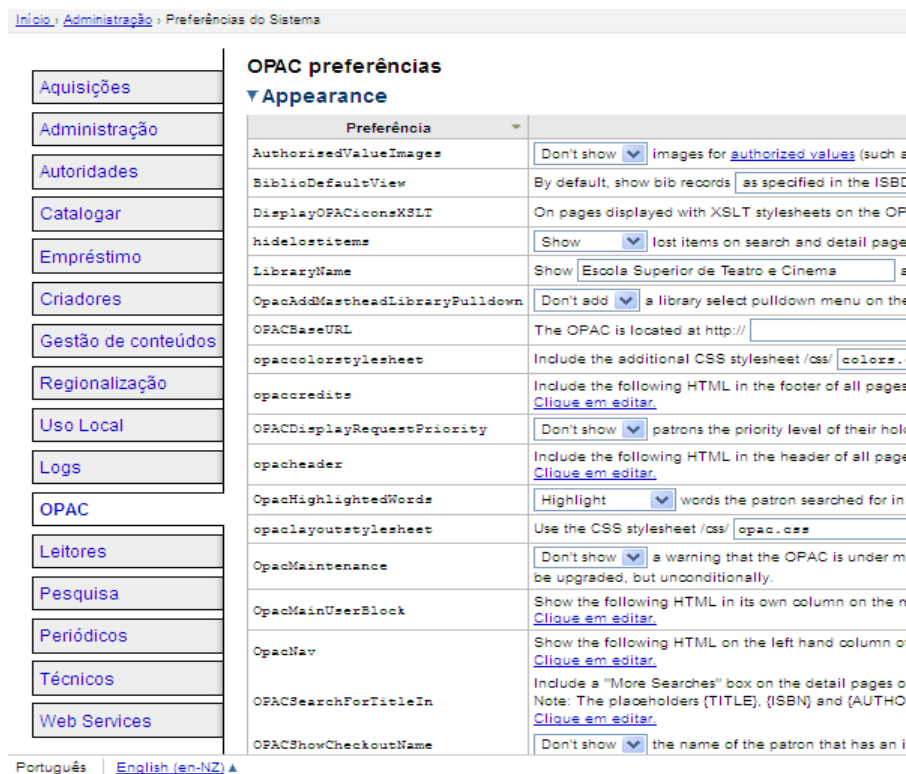 Início › Administração › Preferências do Sistema
Aquisições
Administração
Autoridades
Catalogar
Empréstimo
Criadores
Gestão de conteúdos
Regionalização
Uso Local
Logs
OPAC
Leitores
Pesquisa
Periódicos
Técnicos
Web Services
OPAC preferências
Appearance
Preferência
AuthorisedValueImages Don't show images for authorized values (such a
BiblioDefaultView By default, show bib records as specified in the ISBD
DisplayOPACiconsXSLT On pages displayed with XSLT stylesheets on the OP
hidelostitems Show lost items on search and detail page
LibraryName Show Escola Superior de Teatro e Cinema a
OpacAddMastheadLibraryPulldown Don't add a library select pulldown menu on the
OPACBaseURL The OPAC is located at http://
opaccolorstylesheet Include the additional CSS stylesheet /css/ colors.
opaccredits Include the following HTML in the footer of all pages
Clique em editar.
OPACDisplayRequestPriority Don't show patrons the priority level of their hol
opacheader Include the following HTML in the header of all page
Clique em editar.
OpacHighlightedWords Highlight words the patron searched for in
opaclayoutstylesheet Use the CSS stylesheet /css/ opac.css
OpacMaintenance Don't show a warning that the OPAC is under m
be upgraded, but unconditionally.
OpacMainUserBlock Show the following HTML in its own column on the m
Clique em editar.
OpacNav Show the following HTML on the left hand column o
Clique em editar.
OPACSearchForTitleIn Include a "More Searches" box on the detail pages o
Note: The placeholders {TITLE}, {ISBN} and {AUTHO
Clique em editar.
OPACShowCheckoutName Don't show the name of the patron that has an i
Português English (en-NZ)